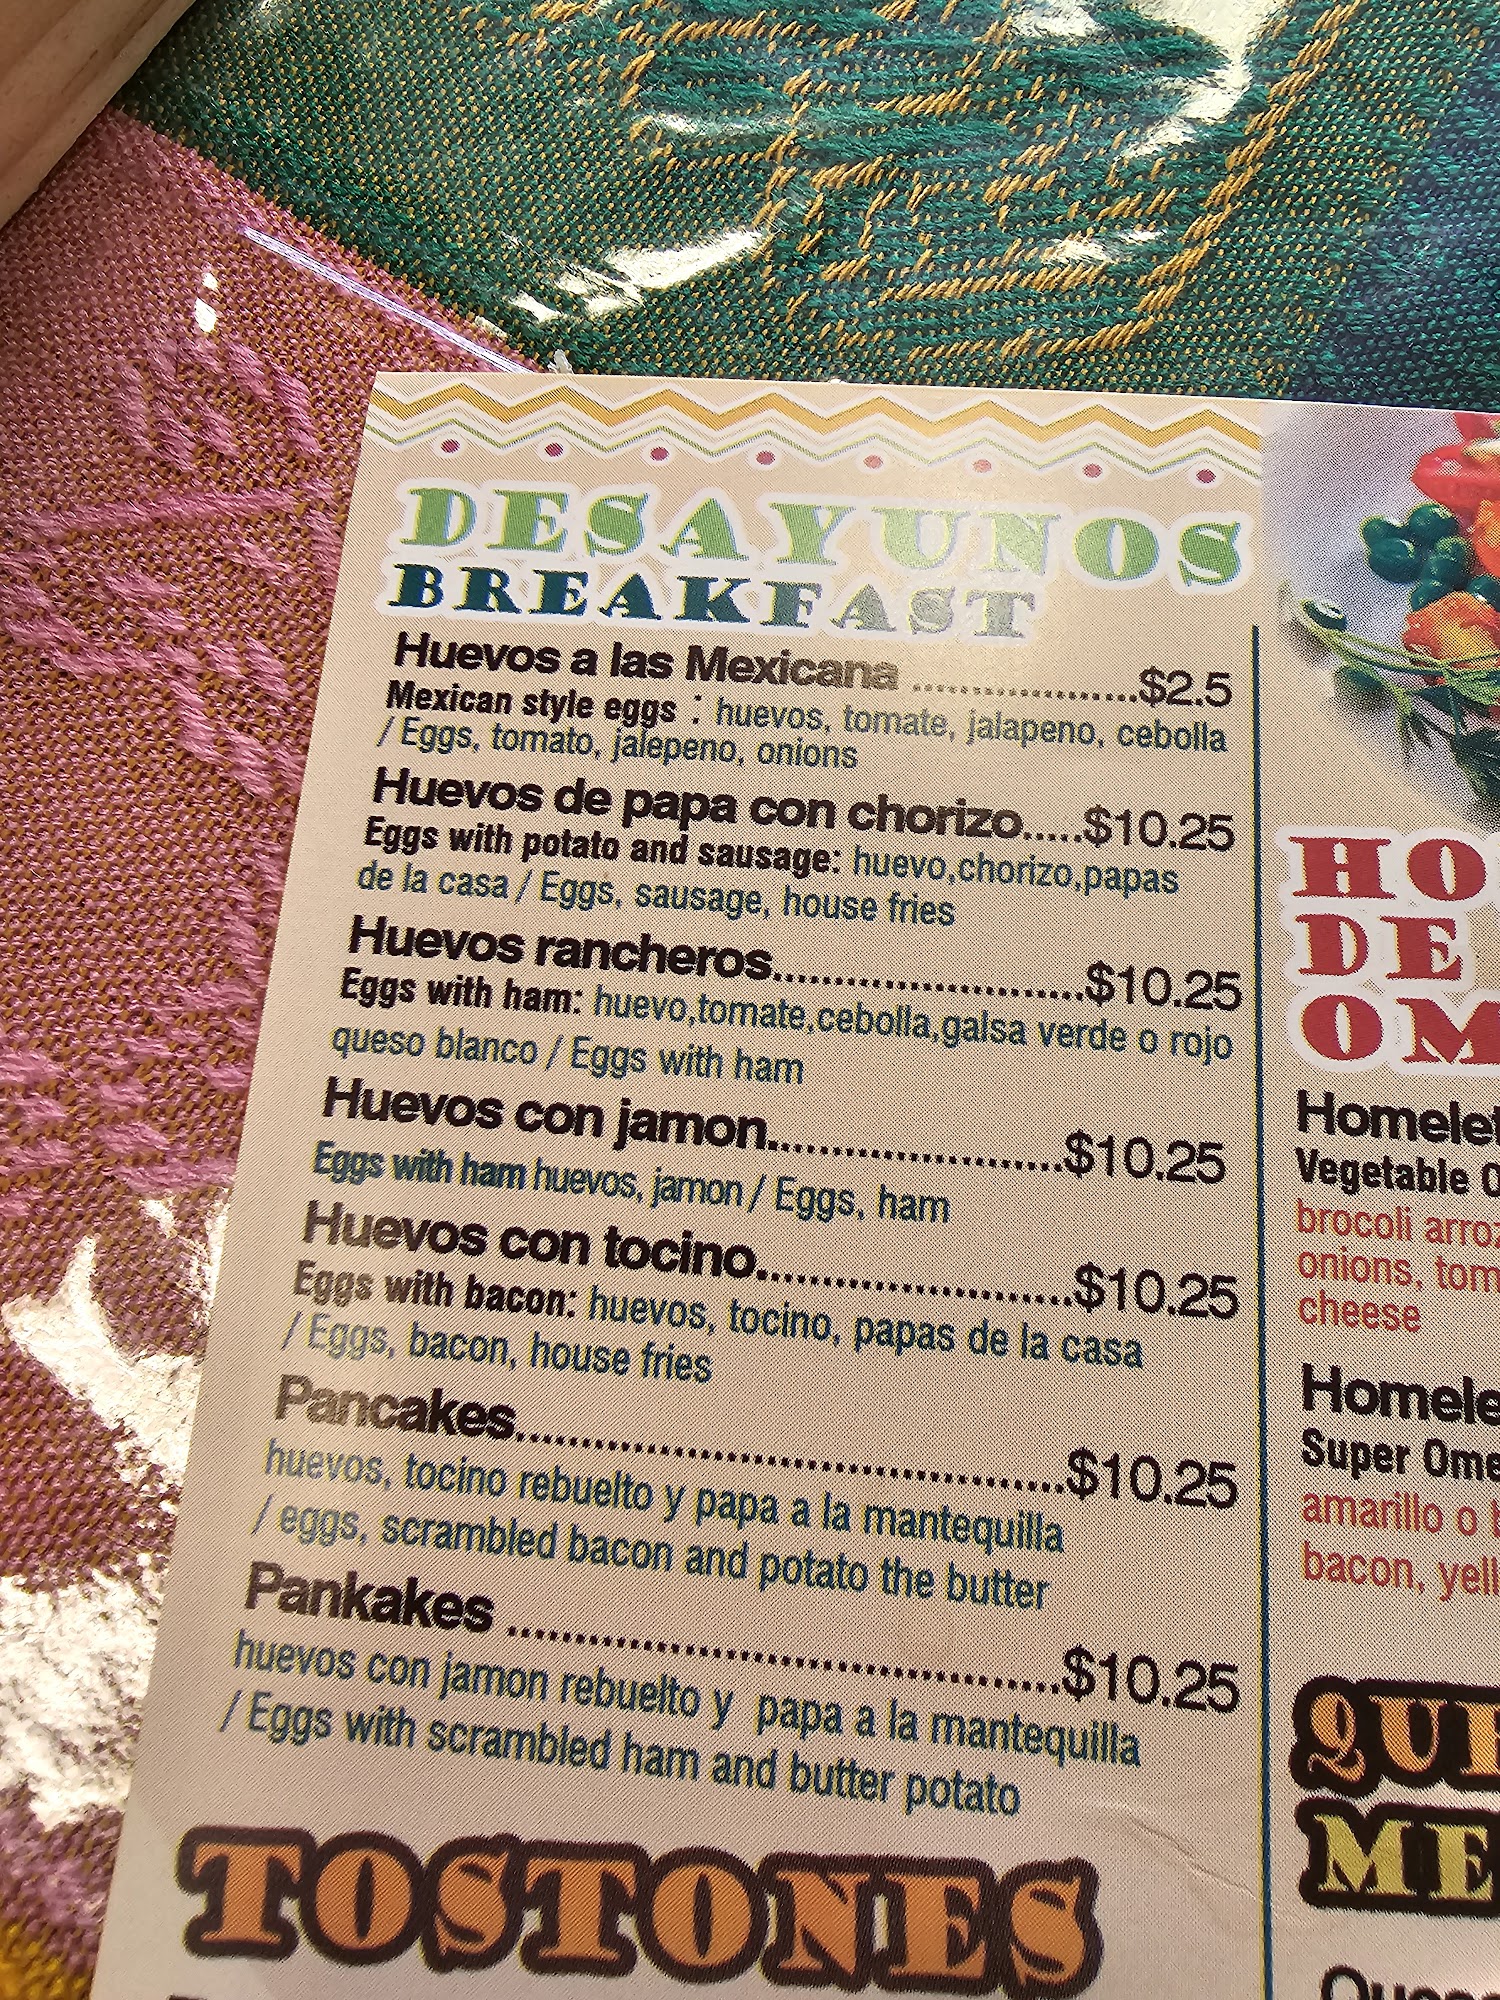 DESAYUNOS
BREAKFAST
Huevos a las Mexicana ....................$2.5
Mexican style eggs : huevos, tomate, jalapeno, cebolla
/ Eggs, tomato, jalepeno, onions
Huevos de papa con chorizo.....$10.25
Eggs with potato and sausage: huevo,chorizo,papas
de la casa / Eggs, sausage, house fries
Huevos rancheros..........................$10.25
Eggs with ham: huevo,tomate,cebolla,galsa verde o rojo
queso blanco / Eggs with ham
Huevos con jamon.........................$10.25
Eggs with ham huevos, jamon / Eggs, ham
Huevos con tocino..........................$10.25
Eggs with bacon: huevos, tocino, papas de la casa
/ Eggs, bacon, house fries
Pancakes.............................................$10.25
huevos, tocino rebuelto y papa a la mantequilla
/ eggs, scrambled bacon and potato the butter
Pankakes .............................................$10.25
huevos con jamon rebuelto y papa a la mantequilla
/ Eggs with scrambled ham and butter potato
TOSTONES
HO
DE
OM
Homelet
Vegetable O
brocoli arroz
onions, tom
cheese
Homele
Super Ome
amarillo o
bacon, yell
QUE
ME